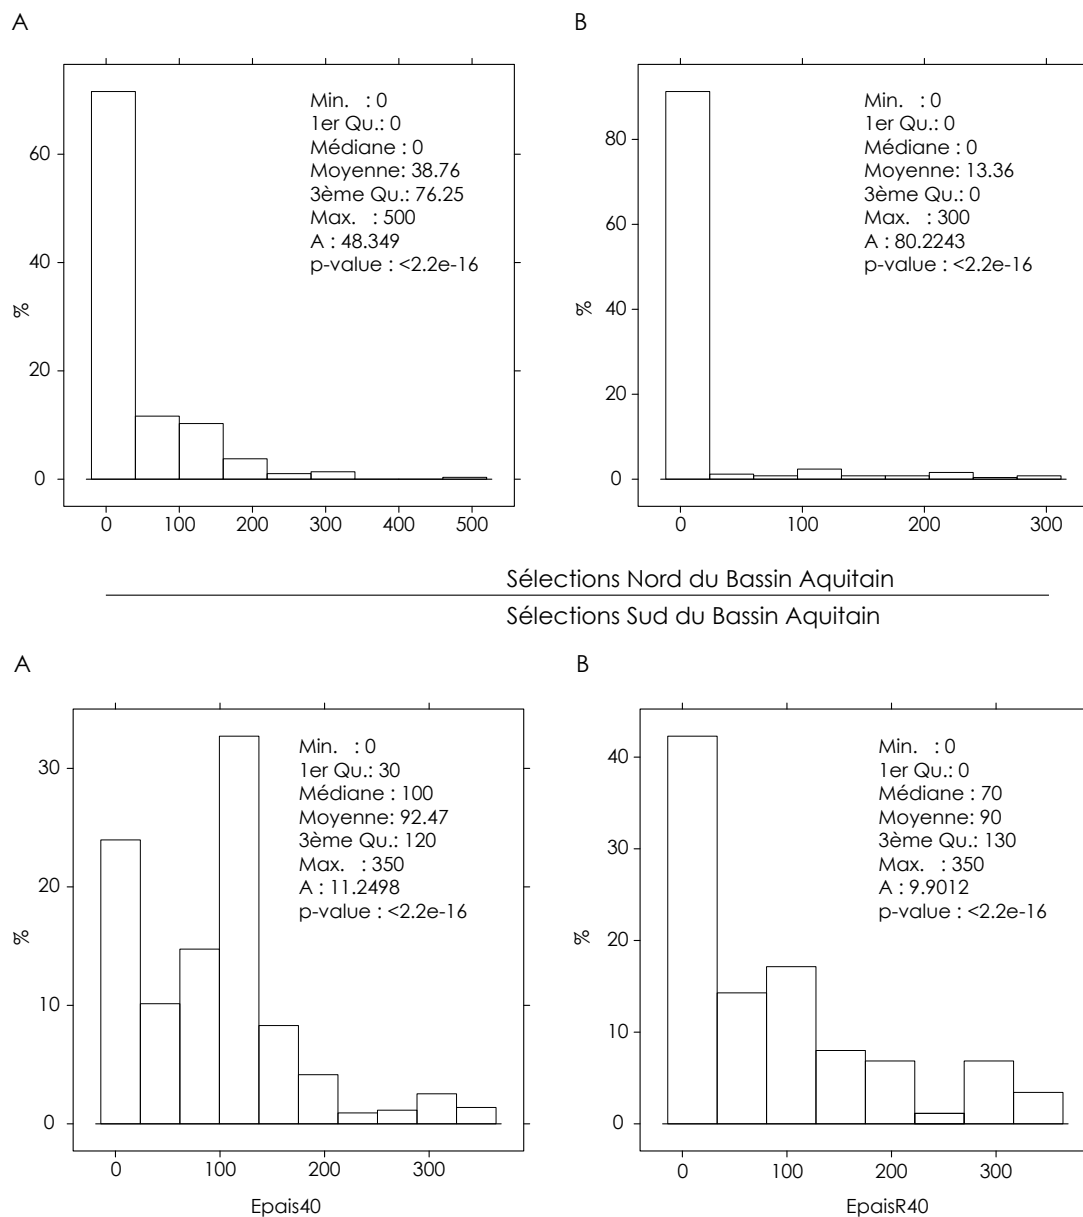 A
B
Min. : 0
1er Qu.: 0
Médiane : 0
Moyenne: 38.76
3ème Qu.: 76.25
Max. : 500
A : 48.349
p-value : <2.2e-16
%
60
40
20
0
0 100 200 300 400 500
Min. : 0
1er Qu.: 0
Médiane : 0
Moyenne: 13.36
3ème Qu.: 0
Max. : 300
A : 80.2243
p-value : <2.2e-16
%
80
60
40
20
0
0 100 200 300
Sélections Nord du Bassin Aquitain
Sélections Sud du Bassin Aquitain
A
B
Min. : 0
1er Qu.: 30
Médiane : 100
Moyenne: 92.47
3ème Qu.: 120
Max. : 350
A : 11.2498
p-value : <2.2e-16
%
30
20
10
0
0 100 200 300
Epais40
Min. : 0
1er Qu.: 0
Médiane : 70
Moyenne: 90
3ème Qu.: 130
Max. : 350
A : 9.9012
p-value : <2.2e-16
%
40
30
20
10
0
0 100 200 300
EpaisR40